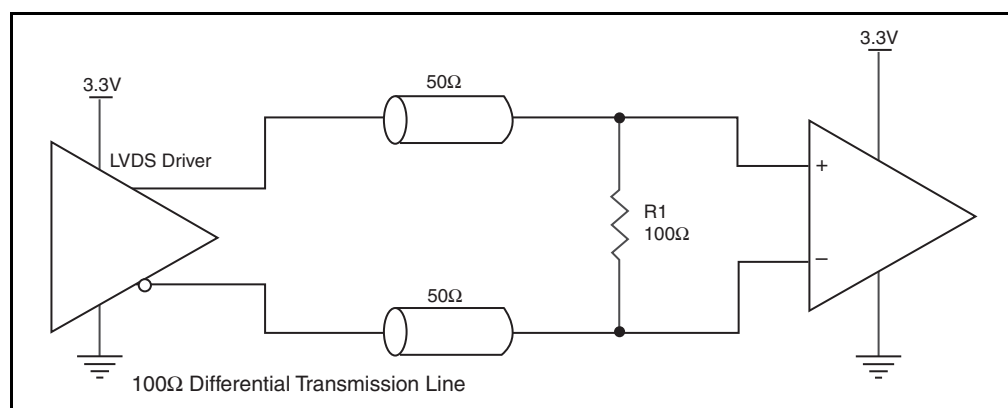 3.3V
3.3V
50Ω
LVDS Driver
+
R1
100Ω
−
50Ω
100Ω Differential Transmission Line